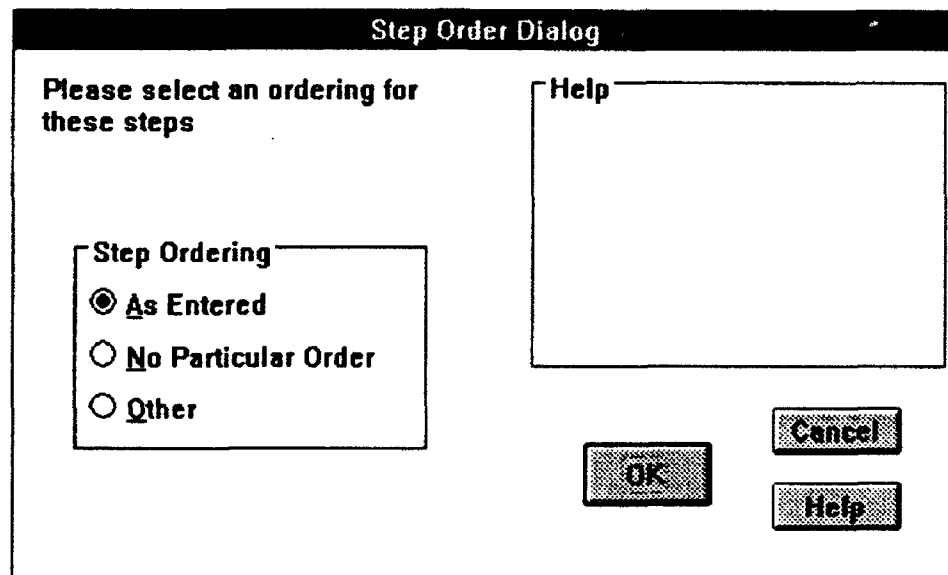 Step Order Dialog
Please select an ordering for
these steps
Step Ordering
As Entered
No Particular Order
Other
Help
OK
Cancel
Help